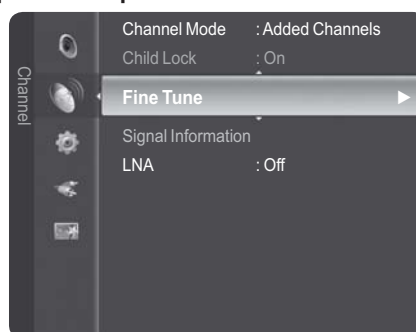 Channel
Channel Mode : Added Channels
Child Lock : On
Fine Tune
Signal Information
LNA : Off